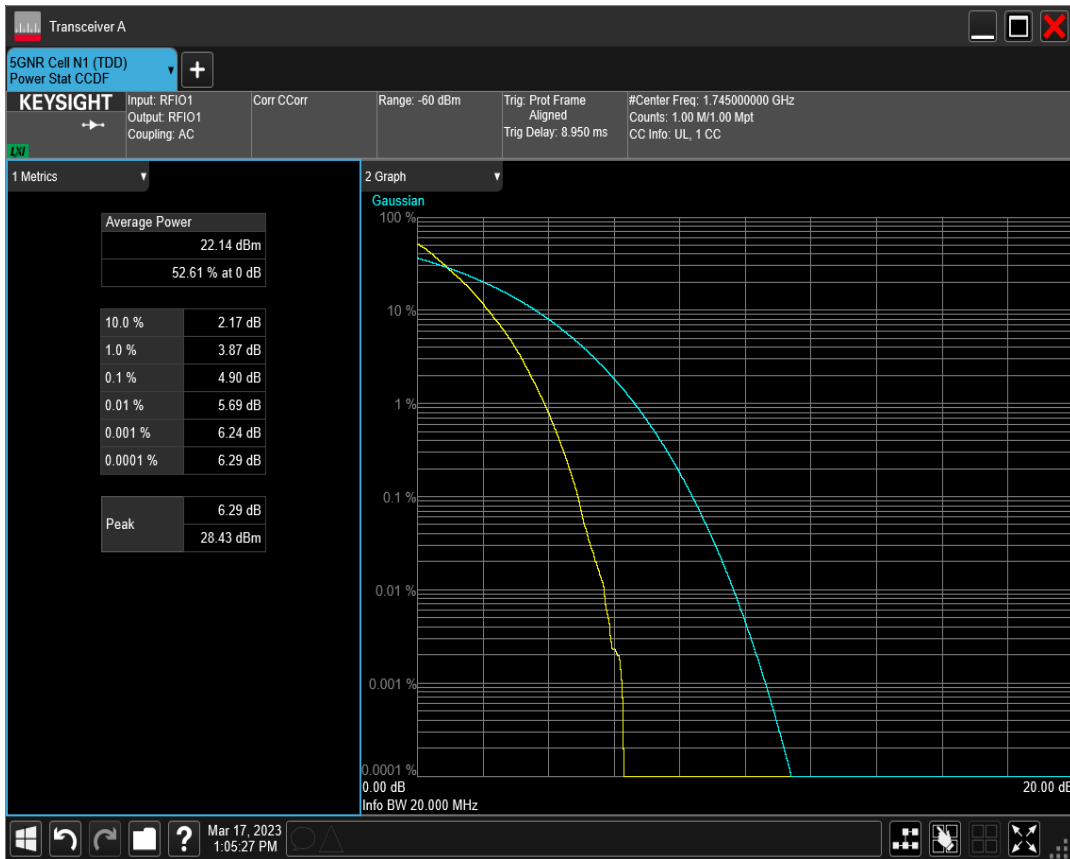 Transceiver A
5GNR Cell N1 (TDD)
Power Stat CCDF
+
KEYSIGHT
LXI
Input: RFIO1
Output: RFIO1
Coupling: AC
Corr CCorr
Range: -60 dBm
Trig: Prot Frame
Aligned
Trig Delay: 8.950 ms
#Center Freq: 1.745000000 GHz
Counts: 1.00 M/1.00 Mpt
CC Info: UL, 1 CC
1 Metrics
Average Power
22.14 dBm
52.61 % at 0 dB
10.0 % 2.17 dB
1.0 % 3.87 dB
0.1 % 4.90 dB
0.01 % 5.69 dB
0.001 % 6.24 dB
0.0001 % 6.29 dB
Peak
6.29 dB
28.43 dBm
2 Graph
Gaussian
100 %
10 %
1 %
0.1 %
0.01 %
0.001 %
0.0001 %
0.00 dB 20.00 dB
Info BW 20.000 MHz
?
Mar 17, 2023
1:05:27 PM